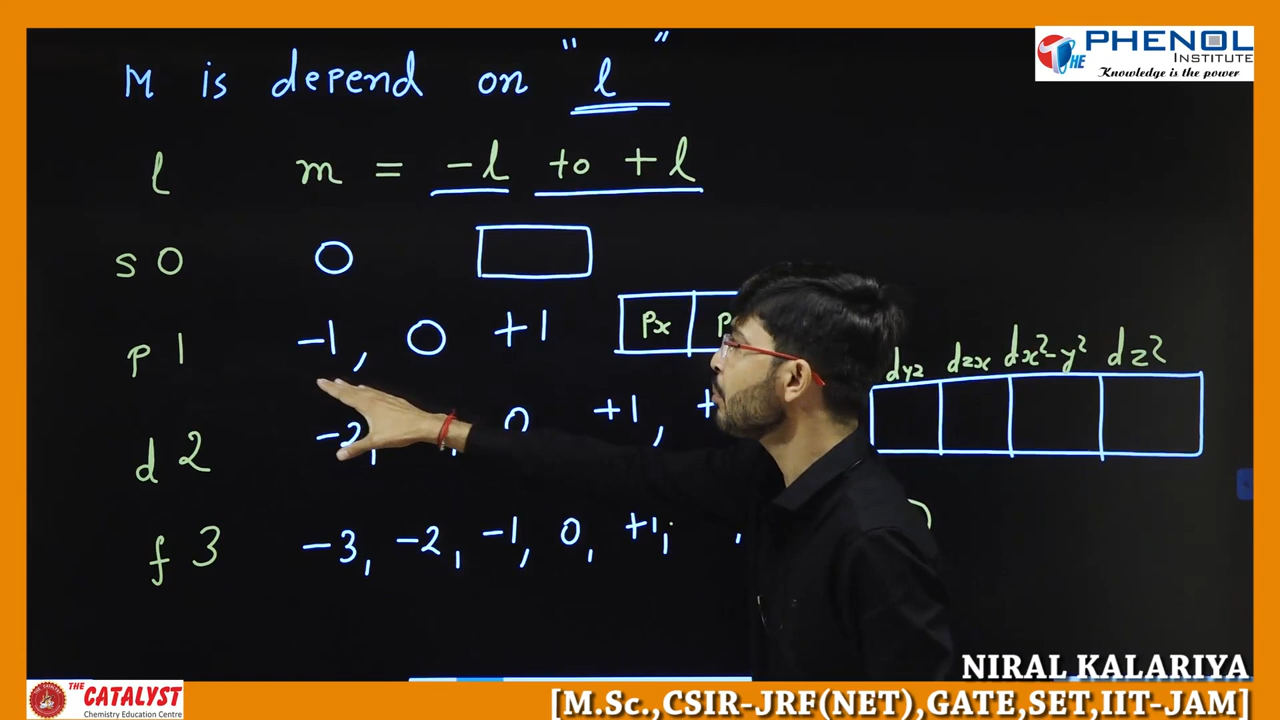 THE PHENOL
INSTITUTE
Knowledge is the power
M is depend on "l"
l m = -l to +l
s 0 0
p 1 -1, 0 +1 Px
dyz dzx dx²-y² dz²
d 2 -2, 0 +1,
f 3 -3, -2, -1, 0, +1,
NIRAL KALARIYA
[M.Sc.,CSIR-JRF(NET),GATE,SET,IIT-JAM]
THE CATALYST
Chemistry Education Centre